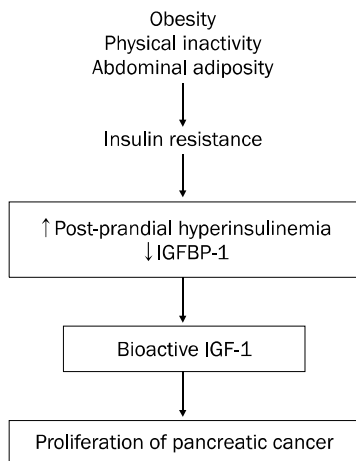 Obesity
Physical inactivity
Abdominal adiposity
Insulin resistance
↑Post-prandial hyperinsulinemia
↓IGFBP-1
Bioactive IGF-1
Proliferation of pancreatic cancer